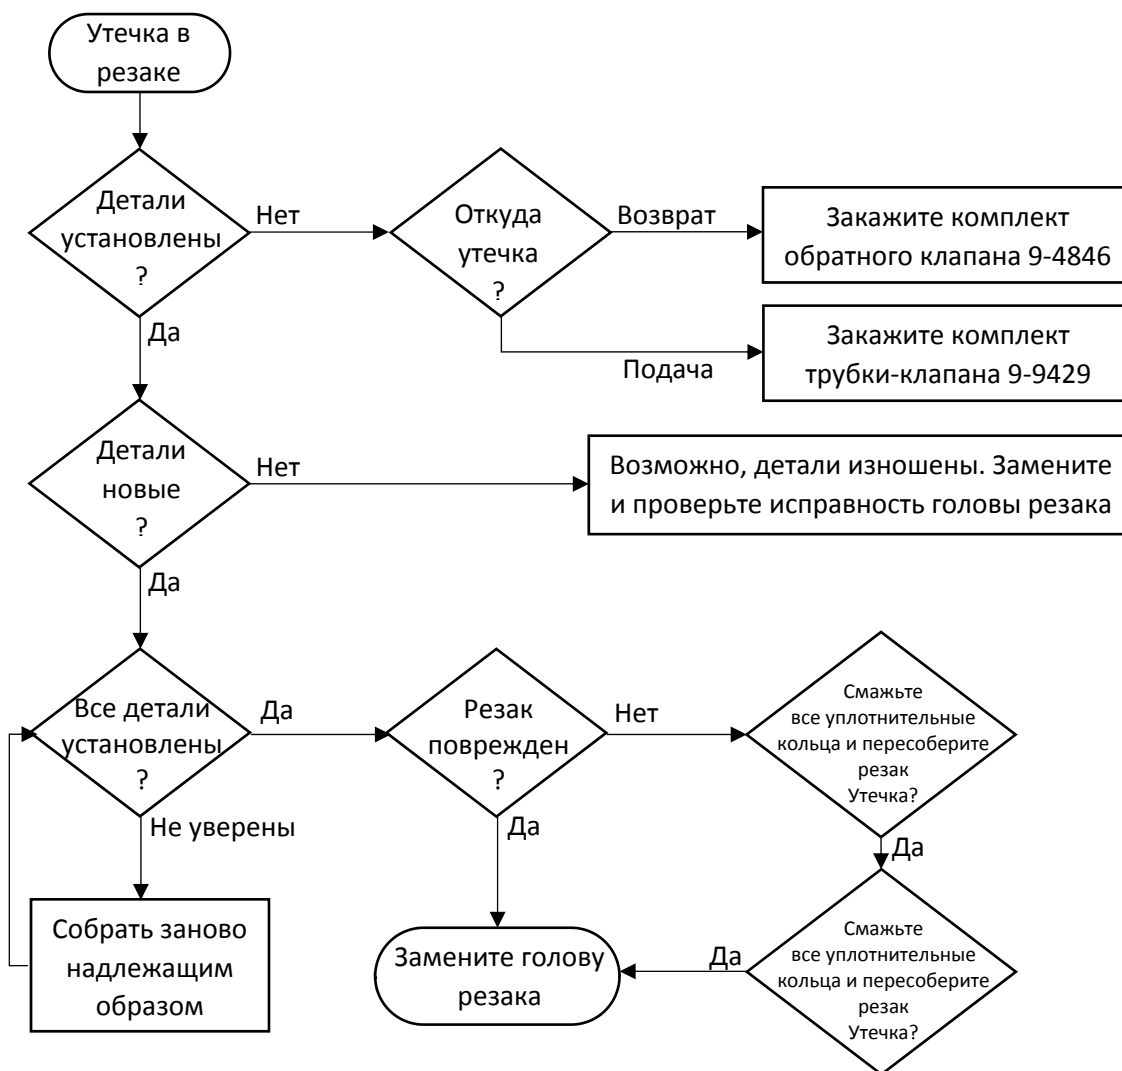 Утечка в
резаке
Детали
установлены
?
Нет
Откуда
утечка
?
Возврат
Закажите комплект
обратного клапана 9-4846
Да
Подача
Закажите комплект
трубки-клапана 9-9429
Детали
новые
?
Нет
Возможно, детали изношены. Замените
и проверьте исправность головы резака
Да
Все детали
установлены
?
Да
Резак
поврежден
?
Нет
Смажьте
все уплотнительные
кольца и пересоберите
резак
Утечка?
Не уверены
Да
Да
Собрать заново
надлежащим
образом
Замените голову
резака
Да
Смажьте
все уплотнительные
кольца и пересоберите
резак
Утечка?